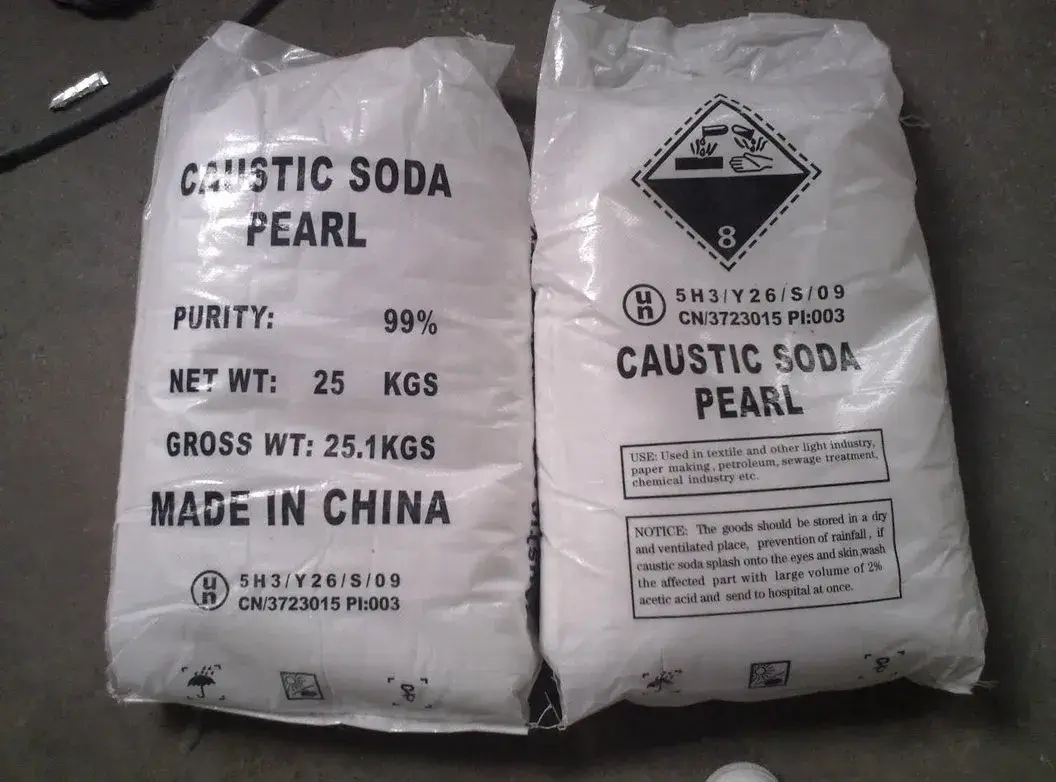 CAUSTIC SODA
PEARL
PURITY: 99%
NET WT: 25 KGS
GROSS WT: 25.1KGS
MADE IN CHINA
un 5H3/Y26/S/09
CN/3723015 PI:003
8
un 5H3/Y26/S/09
CN/3723015 PI:003
CAUSTIC SODA
PEARL
USE: Used in textile and other light industry,
paper making, petroleum, sewage treatment,
chemical industry etc.
NOTICE: The goods should be stored in a dry
and ventilated place, prevention of rainfall, if
caustic soda splash onto the eyes and skin,wash
the affected part with large volume of 2%
acetic acid and send to hospital at once.